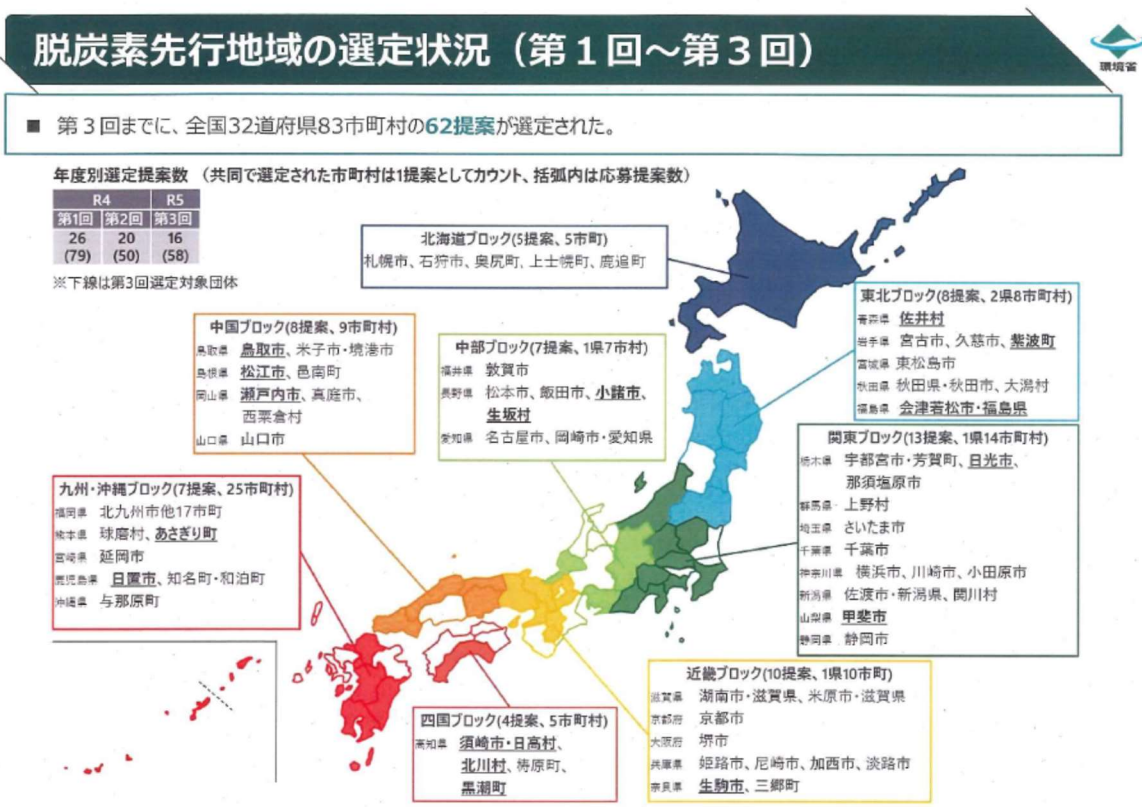 脱炭素先行地域の選定状況（第１回～第３回）
環境省
■ 第３回までに、全国32道府県83市町村の62提案が選定された。
年度別選定提案数 （共同で選定された市町村は1提案としてカウント、括弧内は応募提案数）
R4 R5
第1回 第2回 第3回
26 20 16
(79) (50) (58)
※下線は第3回選定対象団体
北海道ブロック(5提案、5市町)
札幌市、石狩市、奥尻町、上士幌町、鹿追町
東北ブロック(8提案、2県8市町村)
青森県 佐井村
岩手県 宮古市、久慈市、紫波町
宮城県 東松島市
秋田県 秋田県・秋田市、大潟村
福島県 会津若松市・福島県
中国ブロック(8提案、9市町村)
鳥取県 鳥取市、米子市・境港市
島根県 松江市、邑南町
岡山県 瀬戸内市、真庭市、
西粟倉村
山口県 山口市
中部ブロック(7提案、1県7市村)
福井県 敦賀市
長野県 松本市、飯田市、小諸市、
生坂村
愛知県 名古屋市、岡崎市・愛知県
関東ブロック(13提案、1県14市町村)
栃木県 宇都宮市・芳賀町、日光市、
那須塩原市
群馬県 上野村
埼玉県 さいたま市
千葉県 千葉市
神奈川県 横浜市、川崎市、小田原市
新潟県 佐渡市・新潟県、関川村
山梨県 甲斐市
静岡県 静岡市
九州・沖縄ブロック(7提案、25市町村)
福岡県 北九州市他17市町
熊本県 球磨村、あさぎり町
宮崎県 延岡市
鹿児島県 日置市、知名町・和泊町
沖縄県 与那原町
四国ブロック(4提案、5市町村)
高知県 須崎市・日高村、
北川村、梼原町、
黒潮町
近畿ブロック(10提案、1県10市町)
滋賀県 湖南市・滋賀県、米原市・滋賀県
京都府 京都市
大阪府 堺市
兵庫県 姫路市、尼崎市、加西市、淡路市
奈良県 生駒市、三郷町